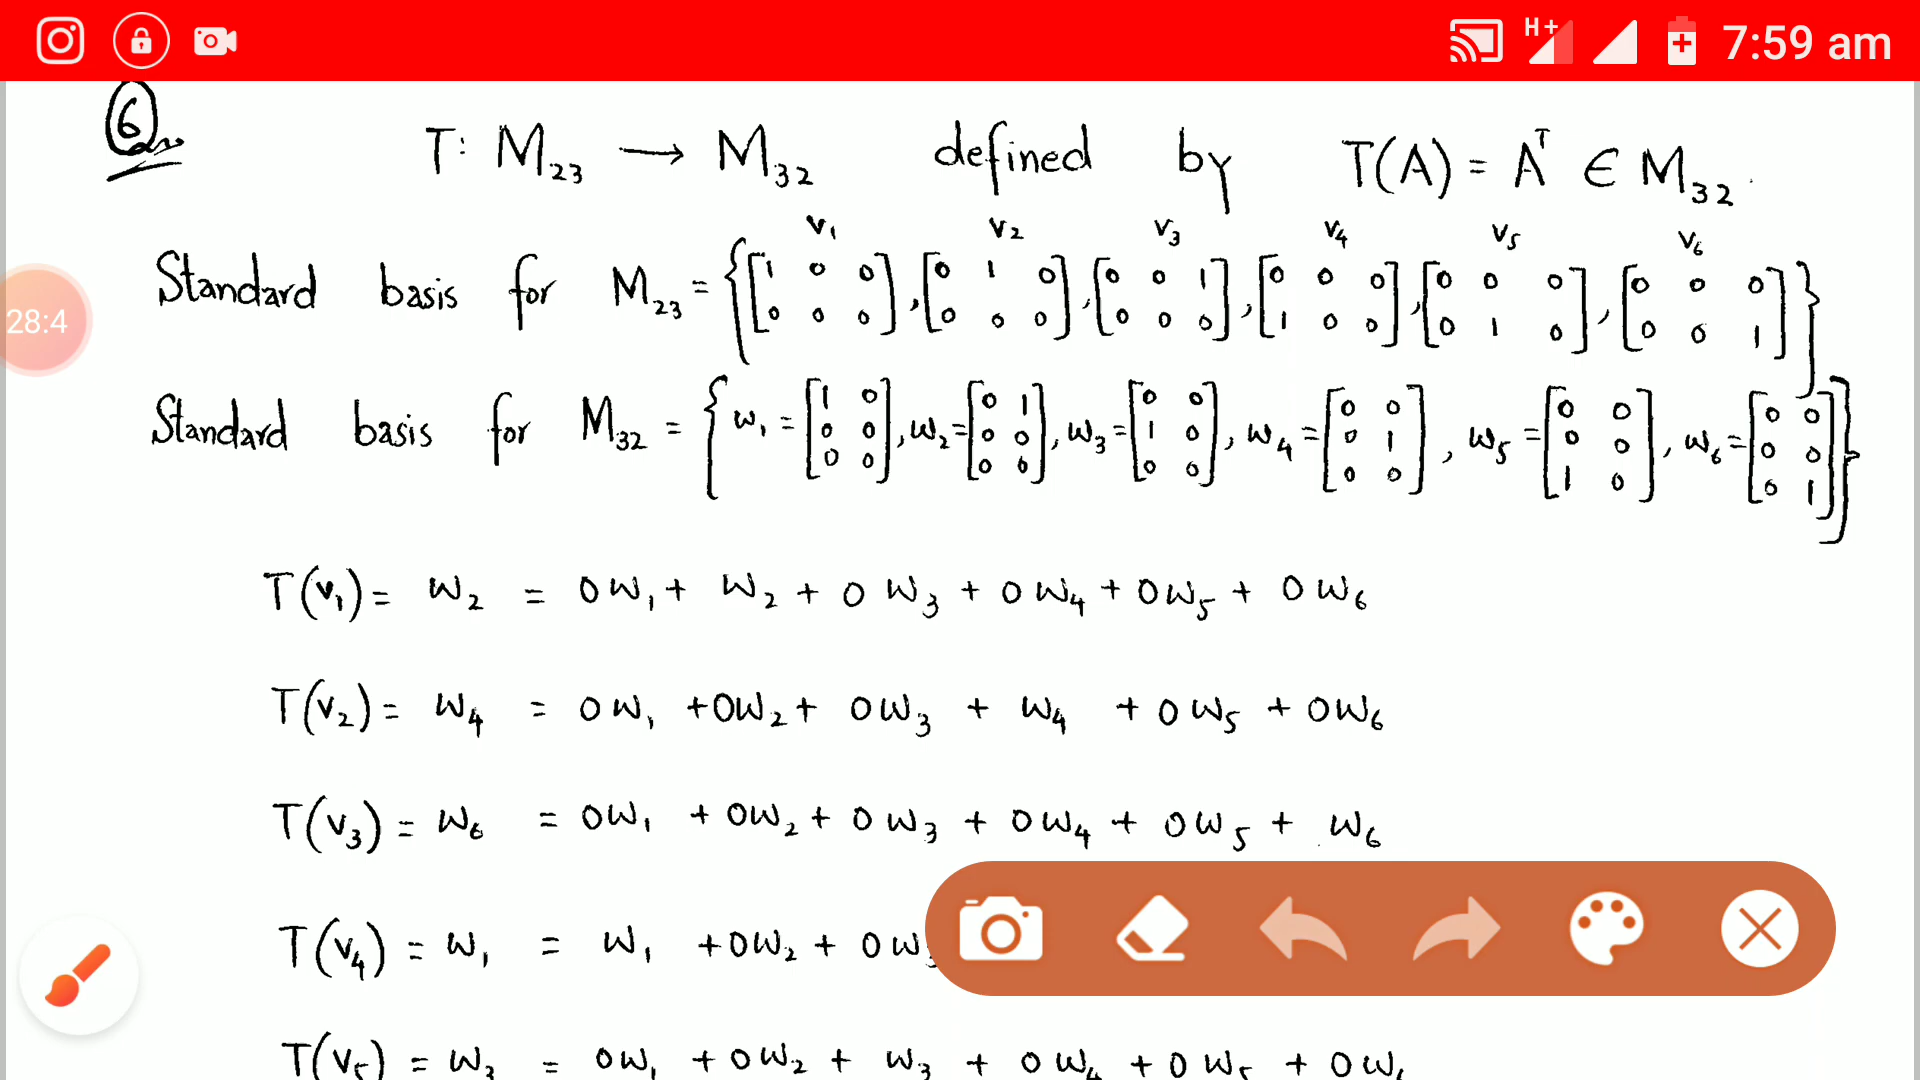 H+ 7:59 am
Q6 T: M₂₃ → M₃₂ defined by T(A) = Aᵀ ∈ M₃₂.
v₁ v₂ v₃ v₄ v₅ v₆
Standard basis for M₂₃ = {[1 0 0; 0 0 0], [0 1 0; 0 0 0], [0 0 1; 0 0 0], [0 0 0; 1 0 0], [0 0 0; 0 1 0], [0 0 0; 0 0 1]}
28:4
Standard basis for M₃₂ = {w₁ = [1 0; 0 0; 0 0], w₂ = [0 1; 0 0; 0 0], w₃ = [0 0; 1 0; 0 0], w₄ = [0 0; 0 1; 0 0], w₅ = [0 0; 0 0; 1 0], w₆ = [0 0; 0 0; 0 1]}
T(v₁) = w₂ = 0w₁ + w₂ + 0w₃ + 0w₄ + 0w₅ + 0w₆
T(v₂) = w₄ = 0w₁ + 0w₂ + 0w₃ + w₄ + 0w₅ + 0w₆
T(v₃) = w₆ = 0w₁ + 0w₂ + 0w₃ + 0w₄ + 0w₅ + w₆
T(v₄) = w₁ = w₁ + 0w₂ + 0w₃
T(v₅) = w₃ = 0w₁ + 0w₂ + w₃ + 0w₄ + 0w₅ + 0w₆